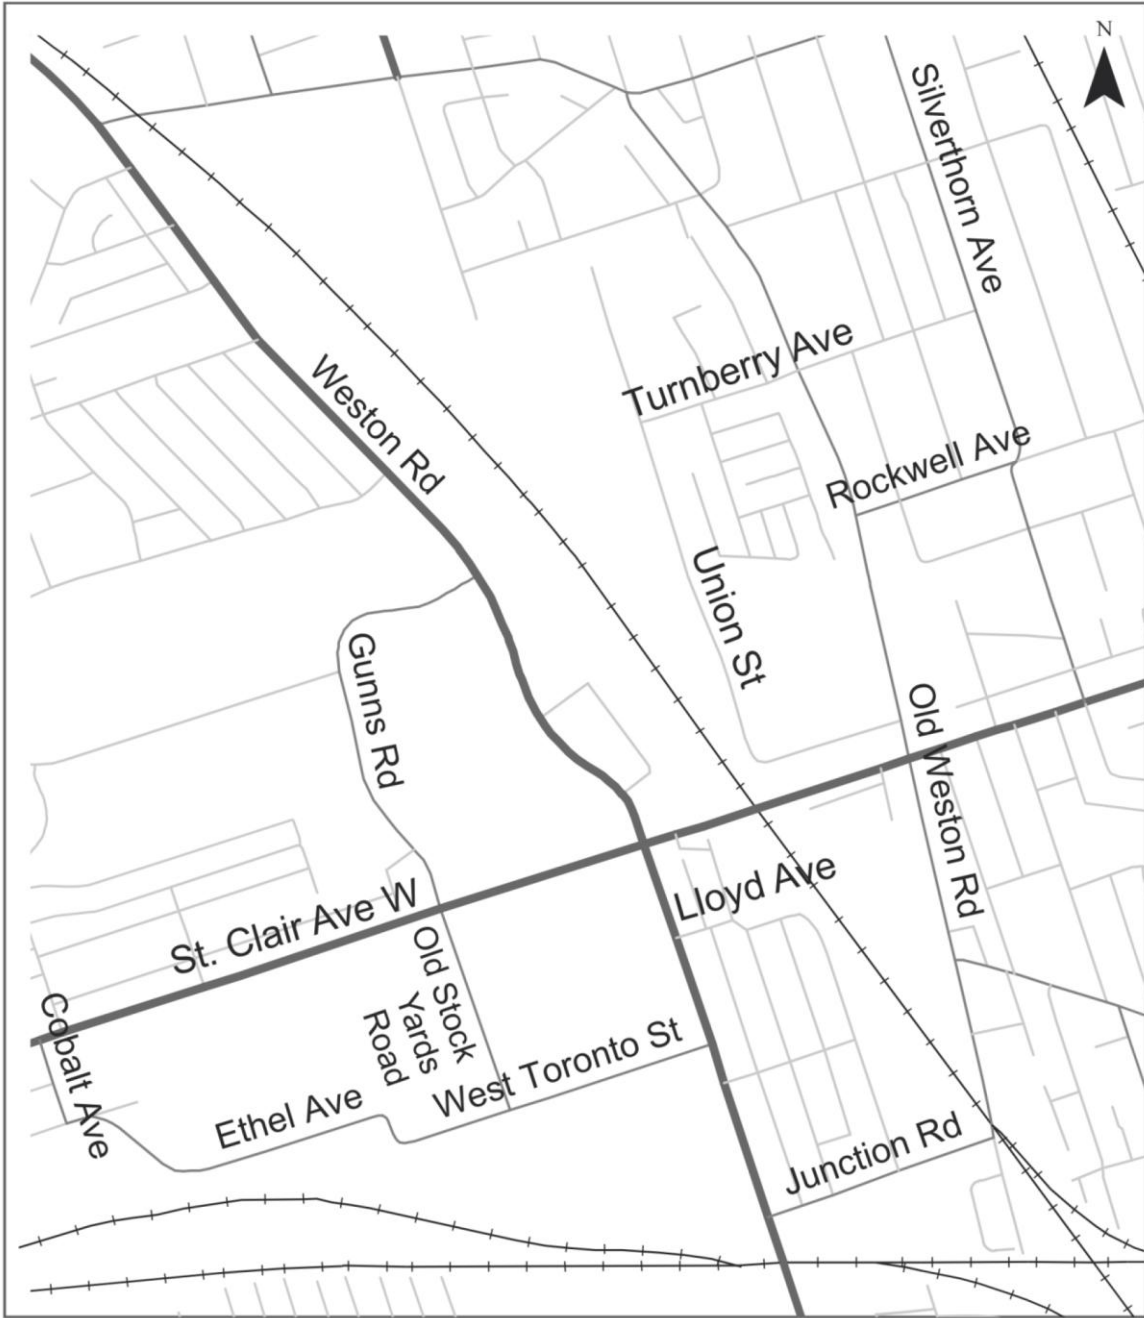 N
Silverthorn Ave
Turnberry Ave
Weston Rd
Rockwell Ave
Union St
Gunns Rd
Old Weston Rd
Lloyd Ave
St. Clair Ave W
Old Stock
Yards
Road
Cobalt Ave
West Toronto St
Ethel Ave
Junction Rd